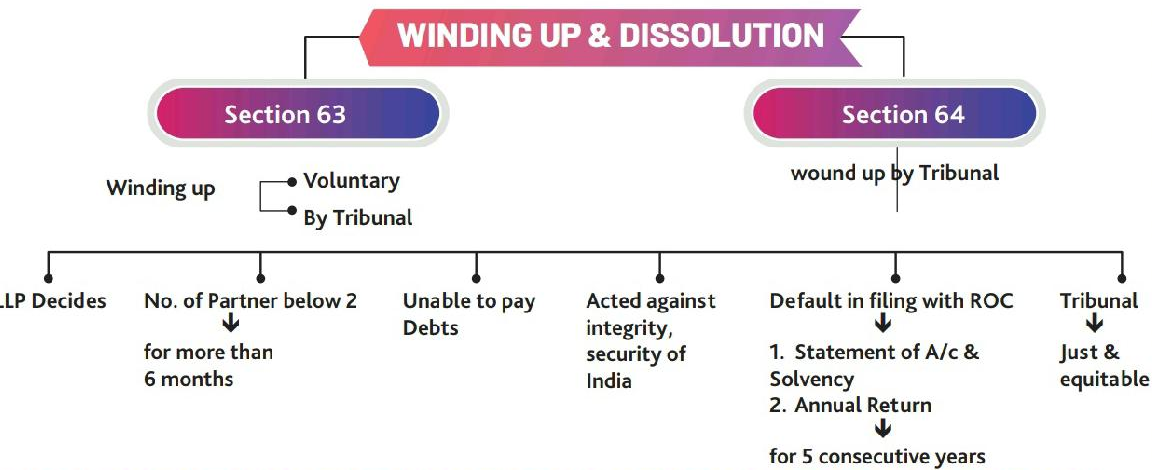 WINDING UP & DISSOLUTION
Section 63
Section 64
Winding up
Voluntary
By Tribunal
wound up by Tribunal
LLP Decides
No. of Partner below 2
for more than
6 months
Unable to pay
Debts
Acted against
integrity,
security of
India
Default in filing with ROC
1. Statement of A/c &
Solvency
2. Annual Return
for 5 consecutive years
Tribunal
Just &
equitable